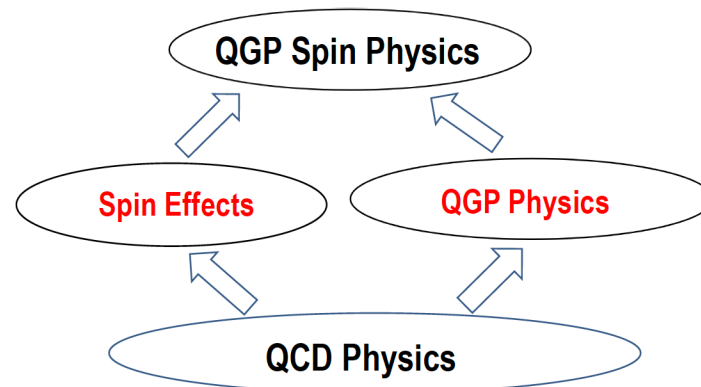 QGP Spin Physics
Spin Effects
QGP Physics
QCD Physics